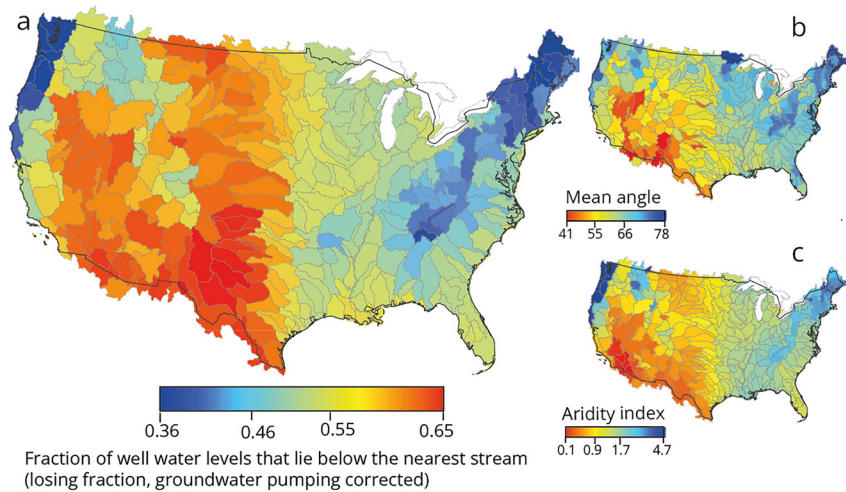 a
b
Mean angle
41 55 66 78
c
Aridity index
0.1 0.9 1.7 4.7
0.36 0.46 0.55 0.65
Fraction of well water levels that lie below the nearest stream
(losing fraction, groundwater pumping corrected)